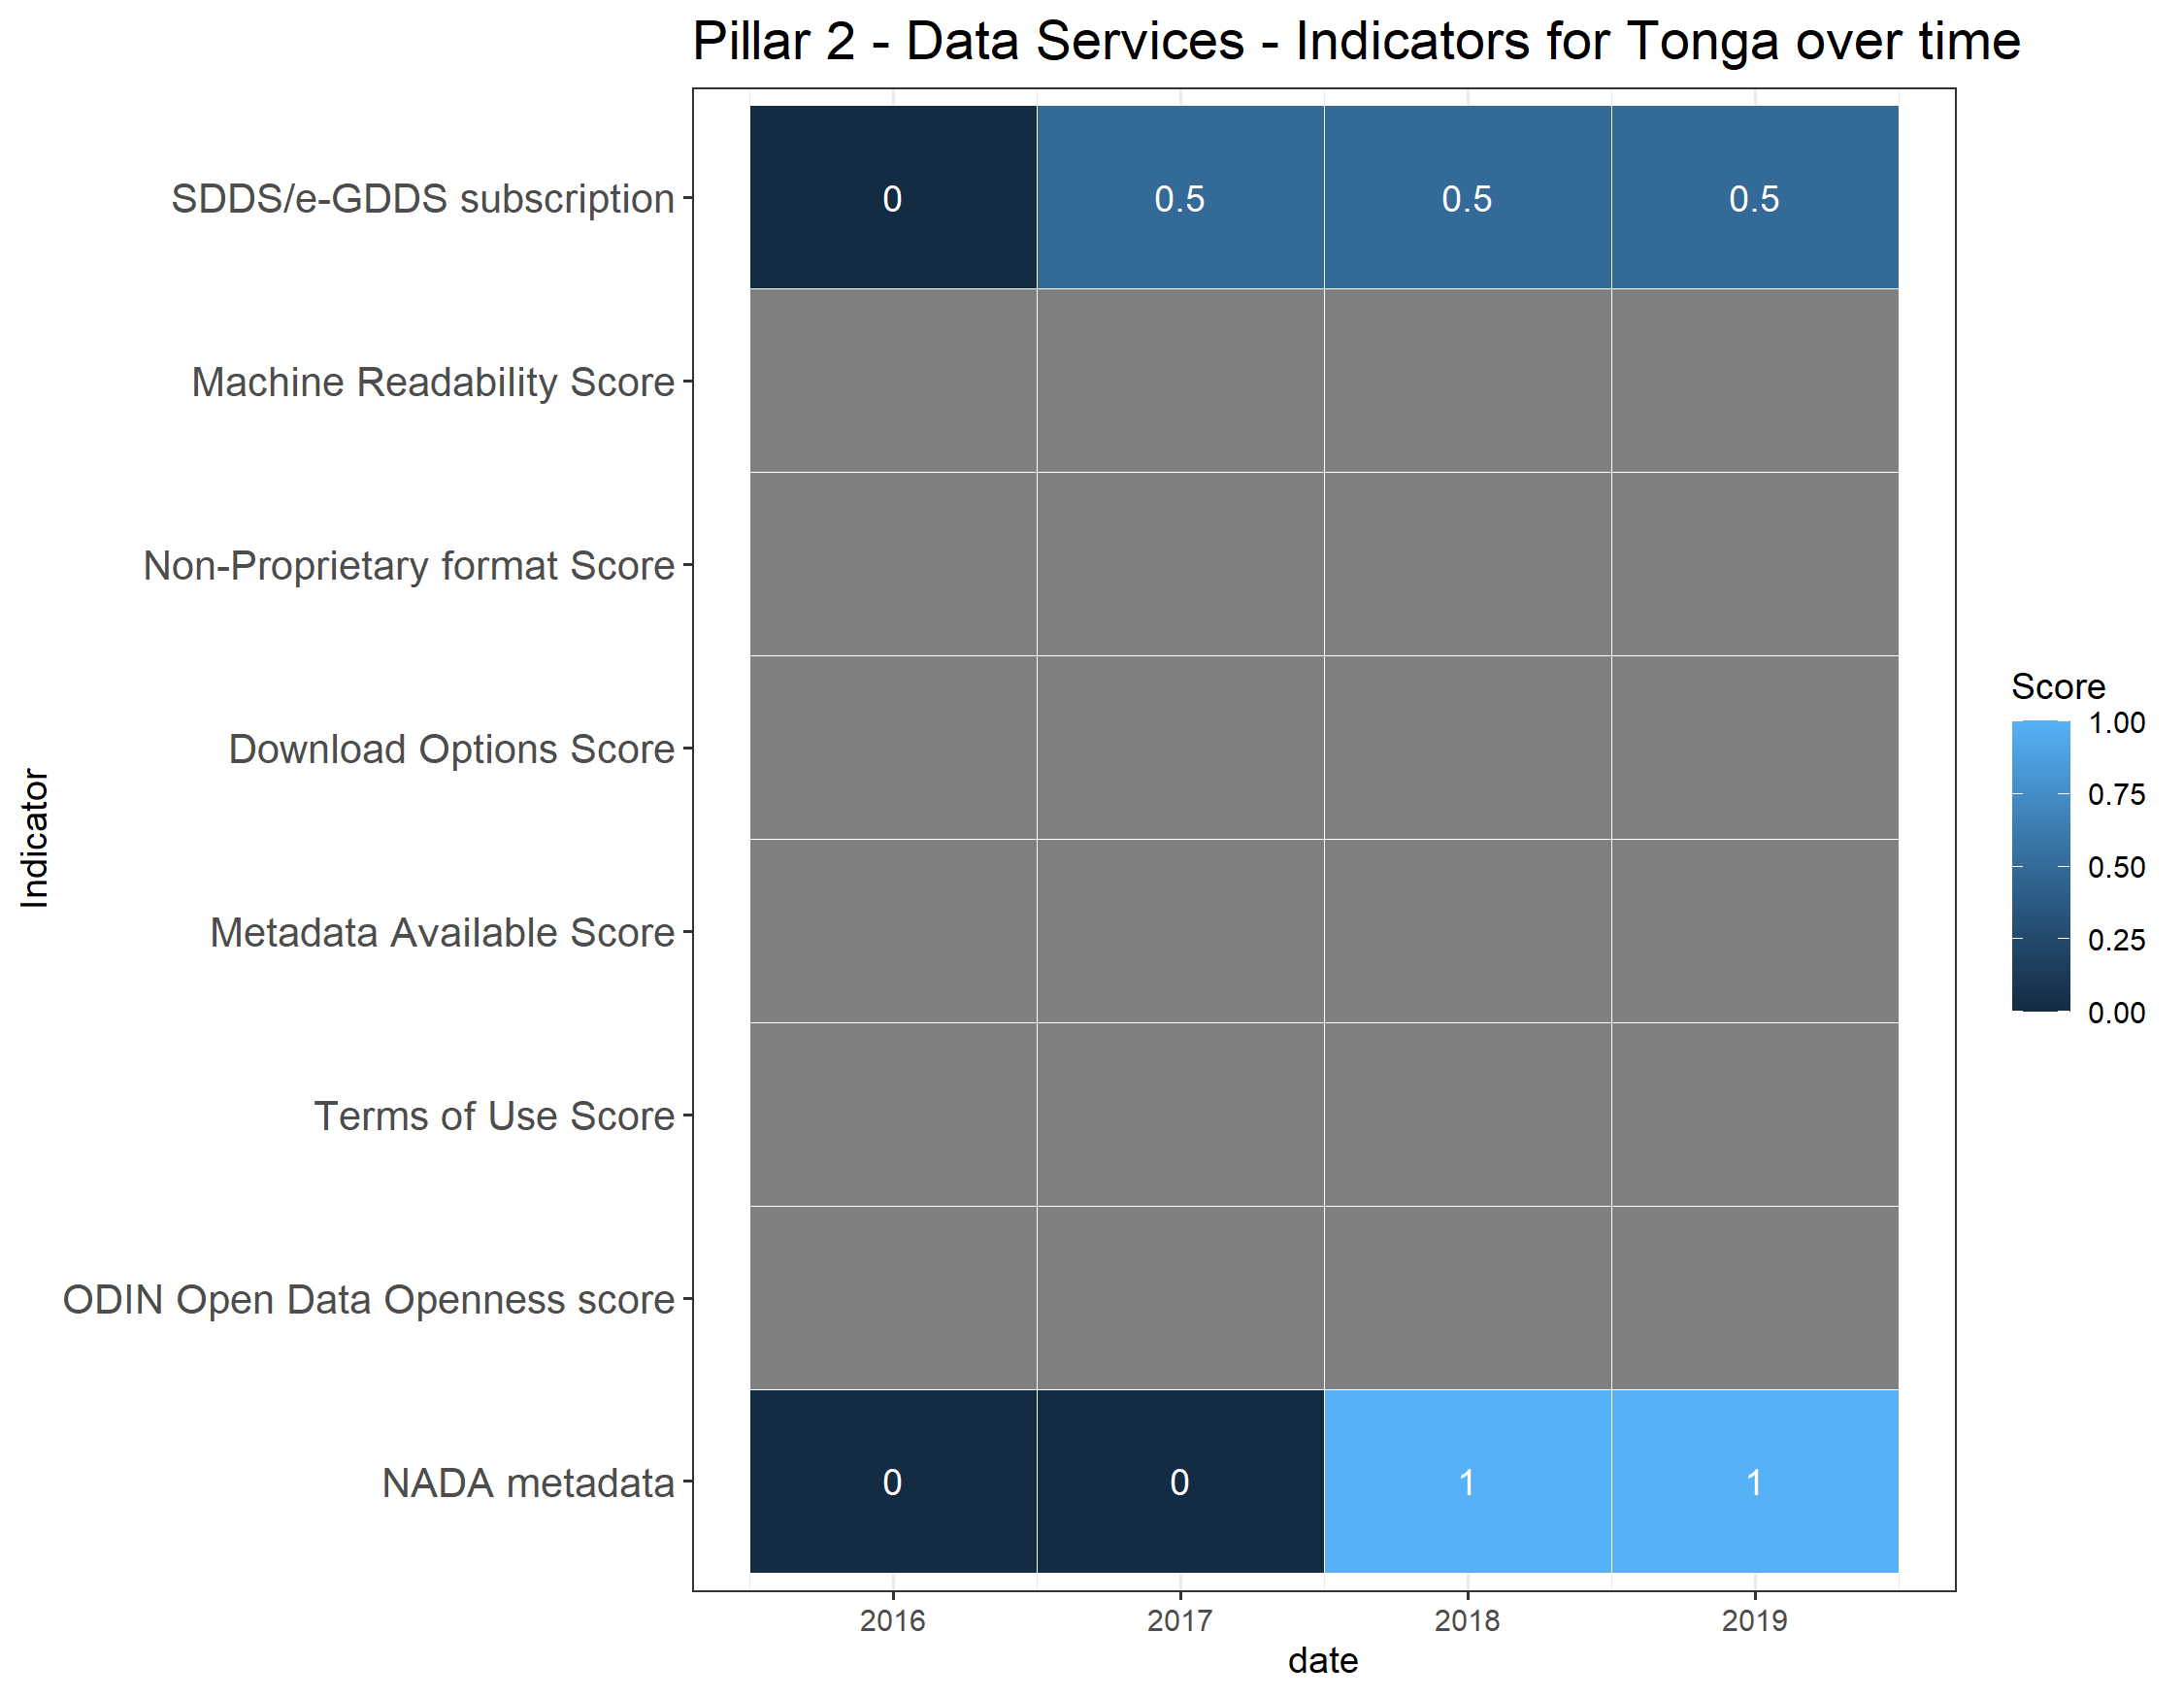 Pillar 2 - Data Services - Indicators for Tonga over time
Indicator
SDDS/e-GDDS subscription
0 0.5 0.5 0.5
Machine Readability Score
Non-Proprietary format Score
Download Options Score
Metadata Available Score
Terms of Use Score
ODIN Open Data Openness score
NADA metadata
0 0 1 1
2016 2017 2018 2019
date
Score
1.00
0.75
0.50
0.25
0.00